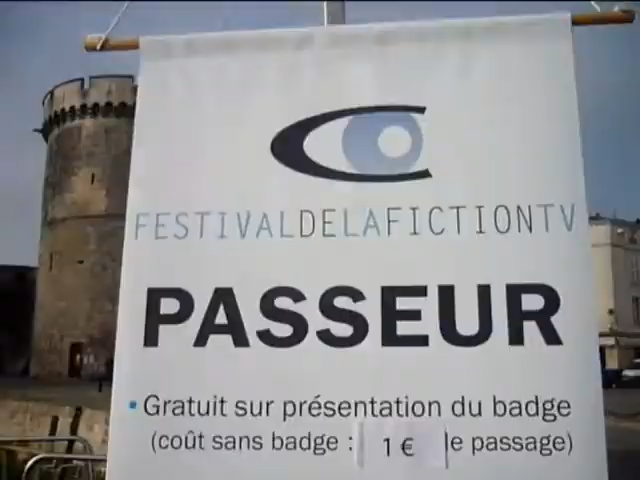 FESTIVALDELAFICTIONTV
PASSEUR
▪ Gratuit sur présentation du badge
(coût sans badge : 1 € le passage)